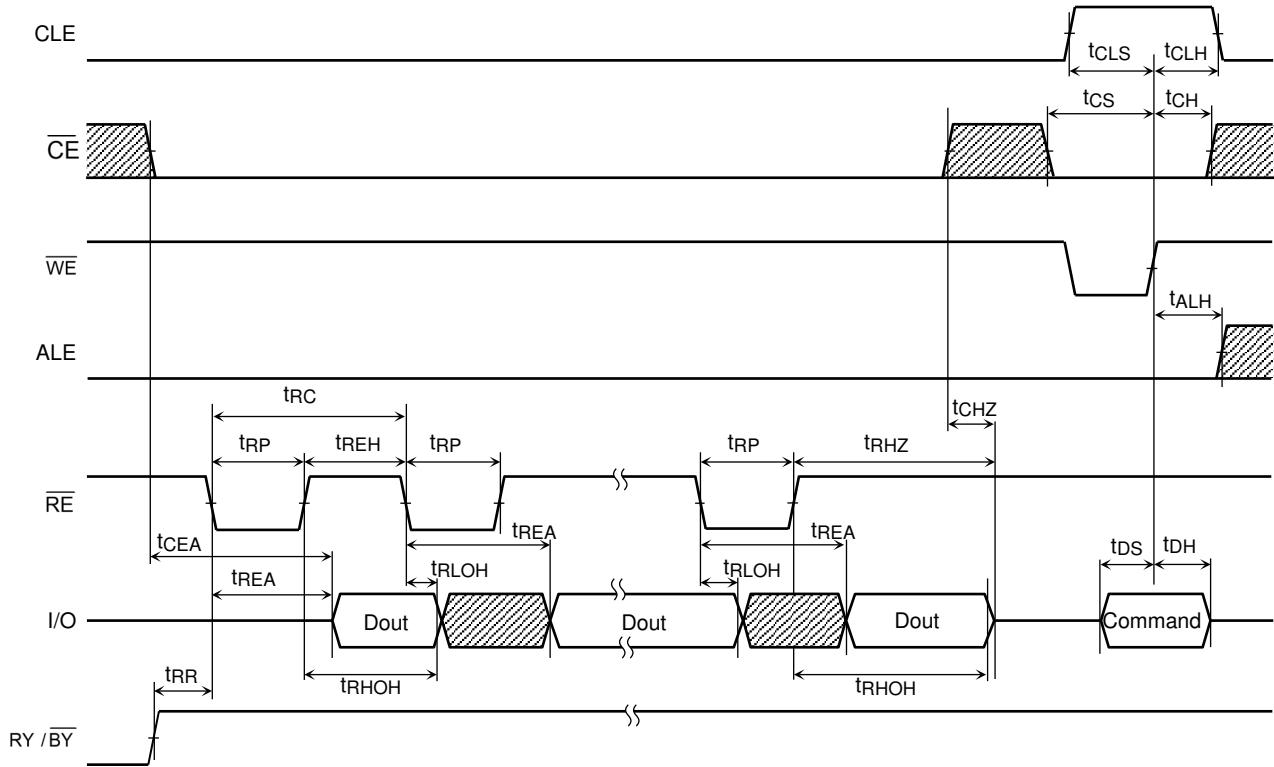 CLE
tCLS tCLH
tCS tCH
CE
WE
tALH
ALE
tRC
tCHZ
tRP tREH tRP tRP tRHZ
RE
tCEA tREA tREA
tREA tRLOH tRLOH tDS tDH
I/O Dout Dout Dout Command
tRR tRHOH tRHOH
RY /BY